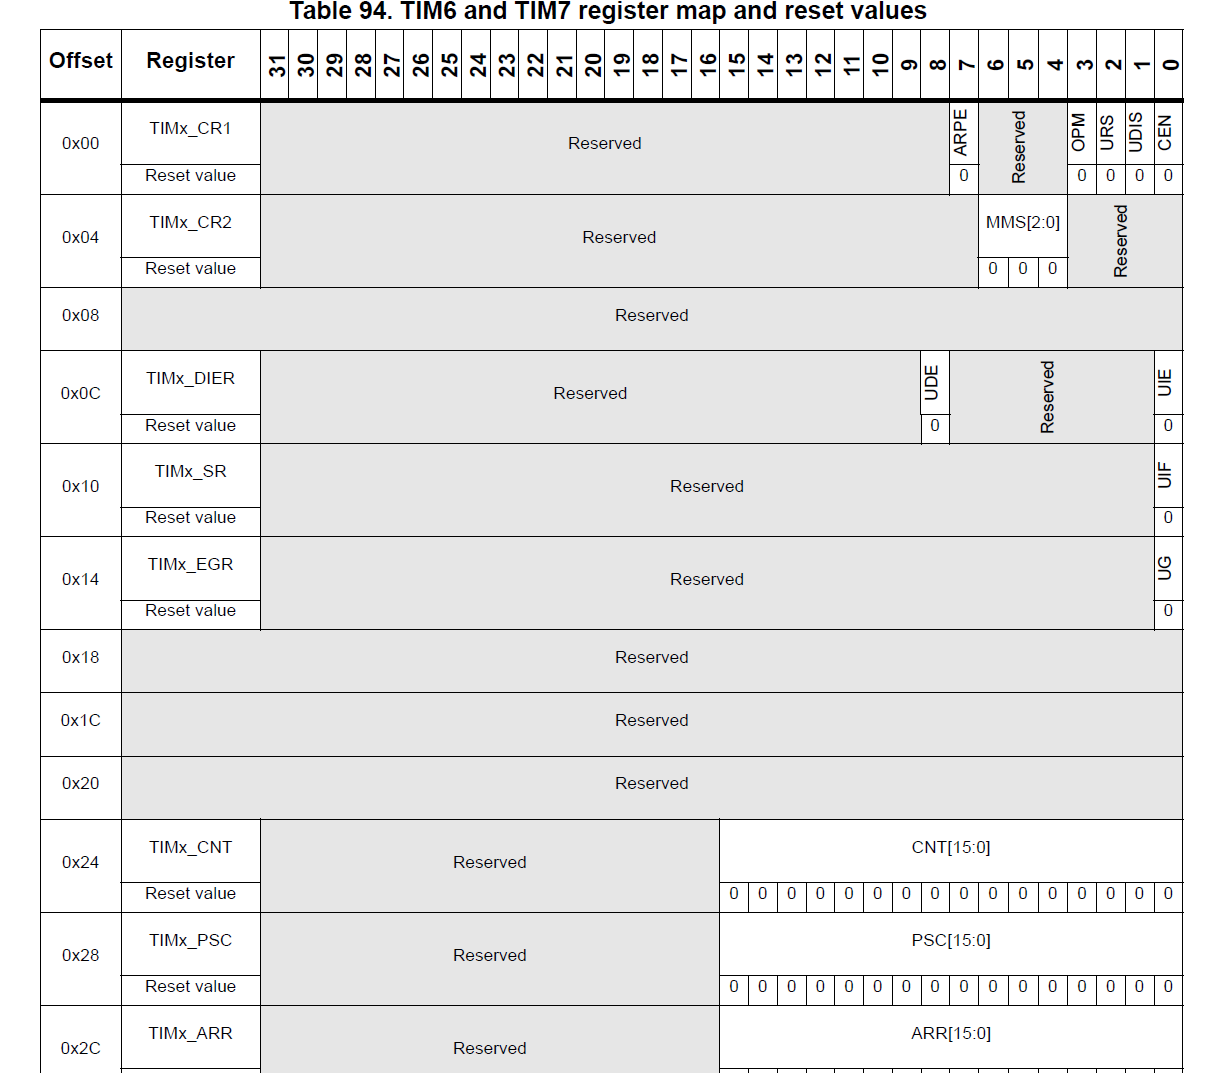 Table 94. TIM6 and TIM7 register map and reset values
Offset Register 31 30 29 28 27 26 25 24 23 22 21 20 19 18 17 16 15 14 13 12 11 10 9 8 7 6 5 4 3 2 1 0
0x00 TIMx_CR1 Reserved ARPE Reserved OPM URS UDIS CEN
Reset value 0 0 0 0 0
0x04 TIMx_CR2 Reserved MMS[2:0] Reserved
Reset value 0 0 0
0x08 Reserved
0x0C TIMx_DIER Reserved UDE Reserved UIE
Reset value 0 0
0x10 TIMx_SR Reserved UIF
Reset value 0
0x14 TIMx_EGR Reserved UG
Reset value 0
0x18 Reserved
0x1C Reserved
0x20 Reserved
0x24 TIMx_CNT Reserved CNT[15:0]
Reset value 0 0 0 0 0 0 0 0 0 0 0 0 0 0 0 0
0x28 TIMx_PSC Reserved PSC[15:0]
Reset value 0 0 0 0 0 0 0 0 0 0 0 0 0 0 0 0
0x2C TIMx_ARR Reserved ARR[15:0]